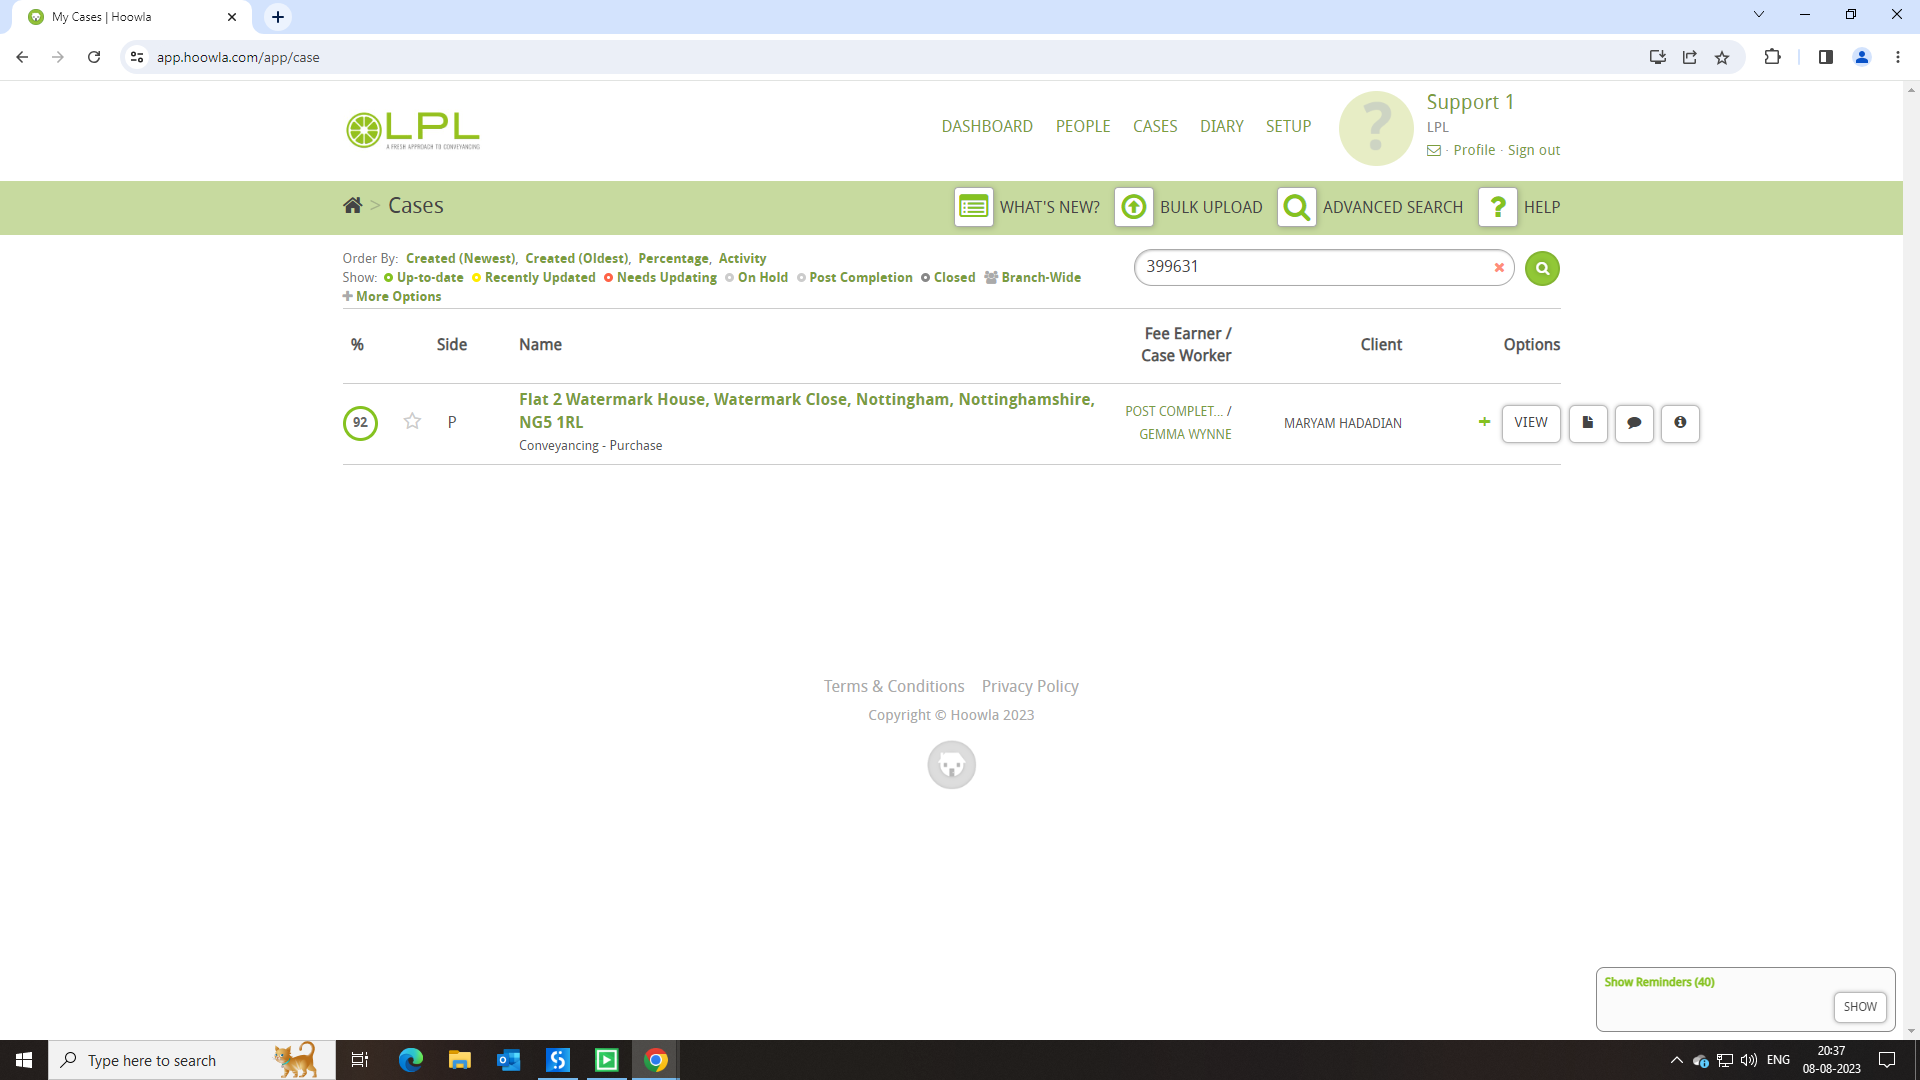 My Cases | Hoowla
app.hoowla.com/app/case
LPL
A FRESH APPROACH TO CONVEYANCING
DASHBOARD PEOPLE CASES DIARY SETUP
?
Support 1
LPL
· Profile · Sign out
> Cases
WHAT'S NEW? BULK UPLOAD ADVANCED SEARCH ? HELP
Order By: Created (Newest), Created (Oldest), Percentage, Activity
Show: Up-to-date Recently Updated Needs Updating On Hold Post Completion Closed Branch-Wide
More Options
399631
% Side Name Fee Earner / Case Worker Client Options
92 P Flat 2 Watermark House, Watermark Close, Nottingham, Nottinghamshire,
NG5 1RL
Conveyancing - Purchase
POST COMPLET... /
GEMMA WYNNE
MARYAM HADADIAN
VIEW
Terms & Conditions Privacy Policy
Copyright © Hoowla 2023
Show Reminders (40)
SHOW
Type here to search
ENG
20:37
08-08-2023